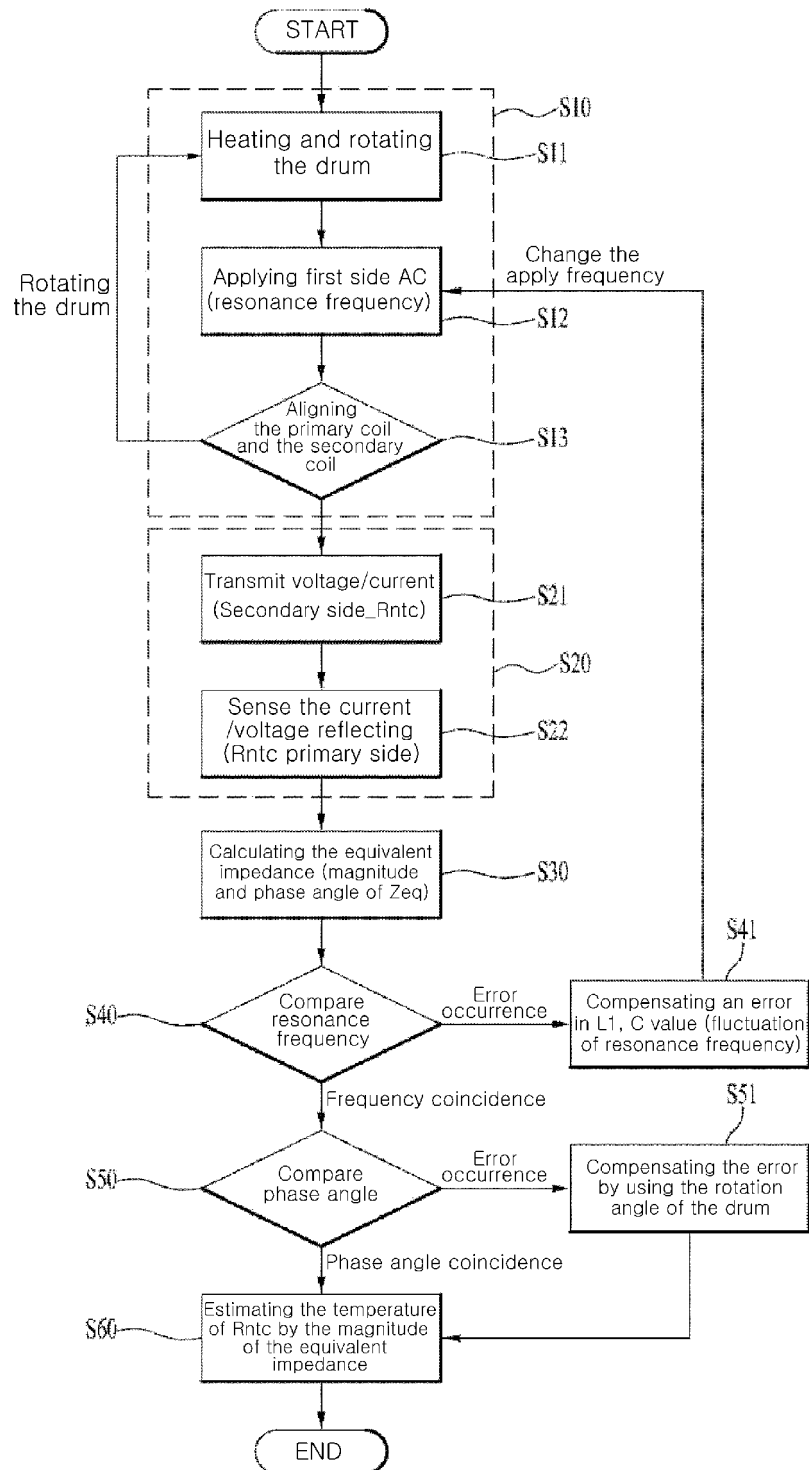 START
S10
Heating and rotating
the drum
S11
Change the
apply frequency
Rotating
the drum
Applying first side AC
(resonance frequency)
S12
Aligning
the primary coil
and the secondary
coil
S13
Transmit voltage/current
(Secondary side_Rntc)
S21
S20
Sense the current
/voltage reflecting
(Rntc primary side)
S22
Calculating the equivalent
impedance (magnitude
and phase angle of Zeq)
S30
S41
S40
Compare
resonance
frequency
Error
occurrence
Compensating an error
in L1, C value (fluctuation
of resonance frequency)
Frequency coincidence
S51
S50
Compare
phase angle
Error
occurrence
Compensating the error
by using the rotation
angle of the drum
Phase angle coincidence
S60
Estimating the temperature
of Rntc by the magnitude
of the equivalent
impedance
END